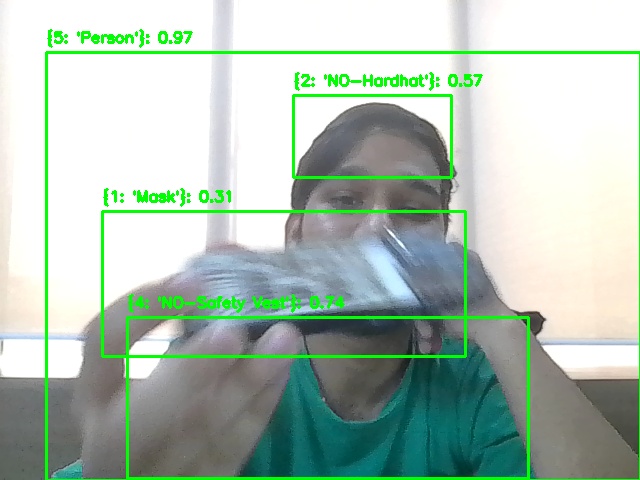 {5: 'Person'}: 0.97
{2: 'NO-Hardhat'}: 0.57
{1: 'Mask'}: 0.31
{4: 'NO-Safety Vest'}: 0.74